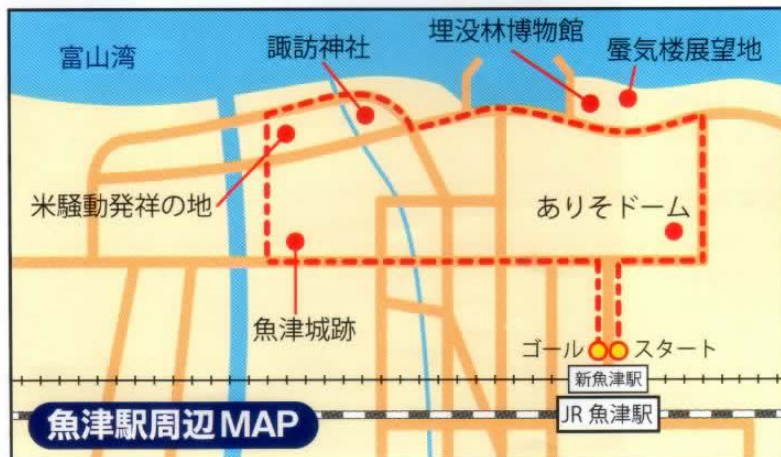 富山湾
諏訪神社
埋没林博物館
蜃気楼展望地
米騒動発祥の地
ありそドーム
魚津城跡
ゴール
スタート
新魚津駅
JR 魚津駅
魚津駅周辺MAP